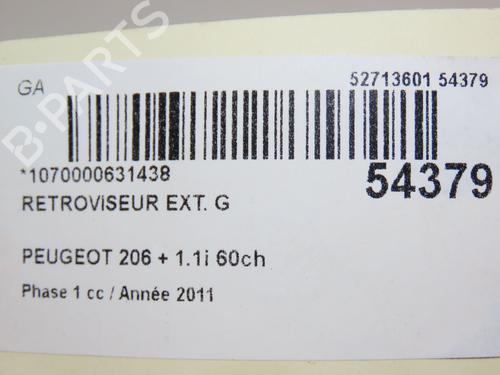 GA
52713601 54379
*1070000631438
54379
RETROViSEUR EXT. G
PEUGEOT 206 + 1.1i 60ch
Phase 1 cc / Année 2011
B-PARTS